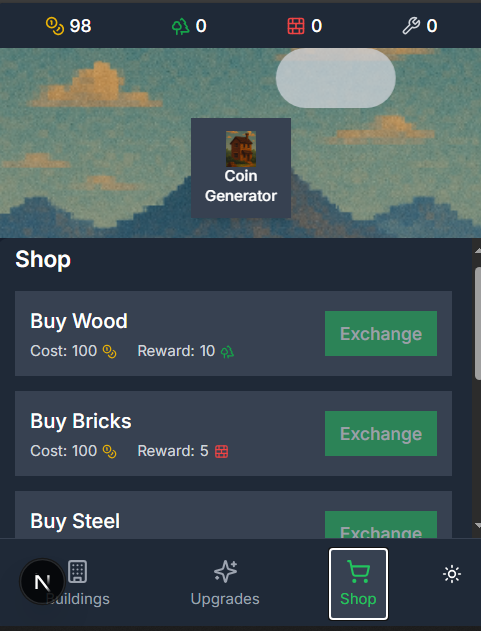 98 0 0 0
Coin
Generator
Shop
Buy Wood
Cost: 100 Reward: 10
Exchange
Buy Bricks
Cost: 100 Reward: 5
Exchange
Buy Steel
Exchange
N
Buildings Upgrades Shop